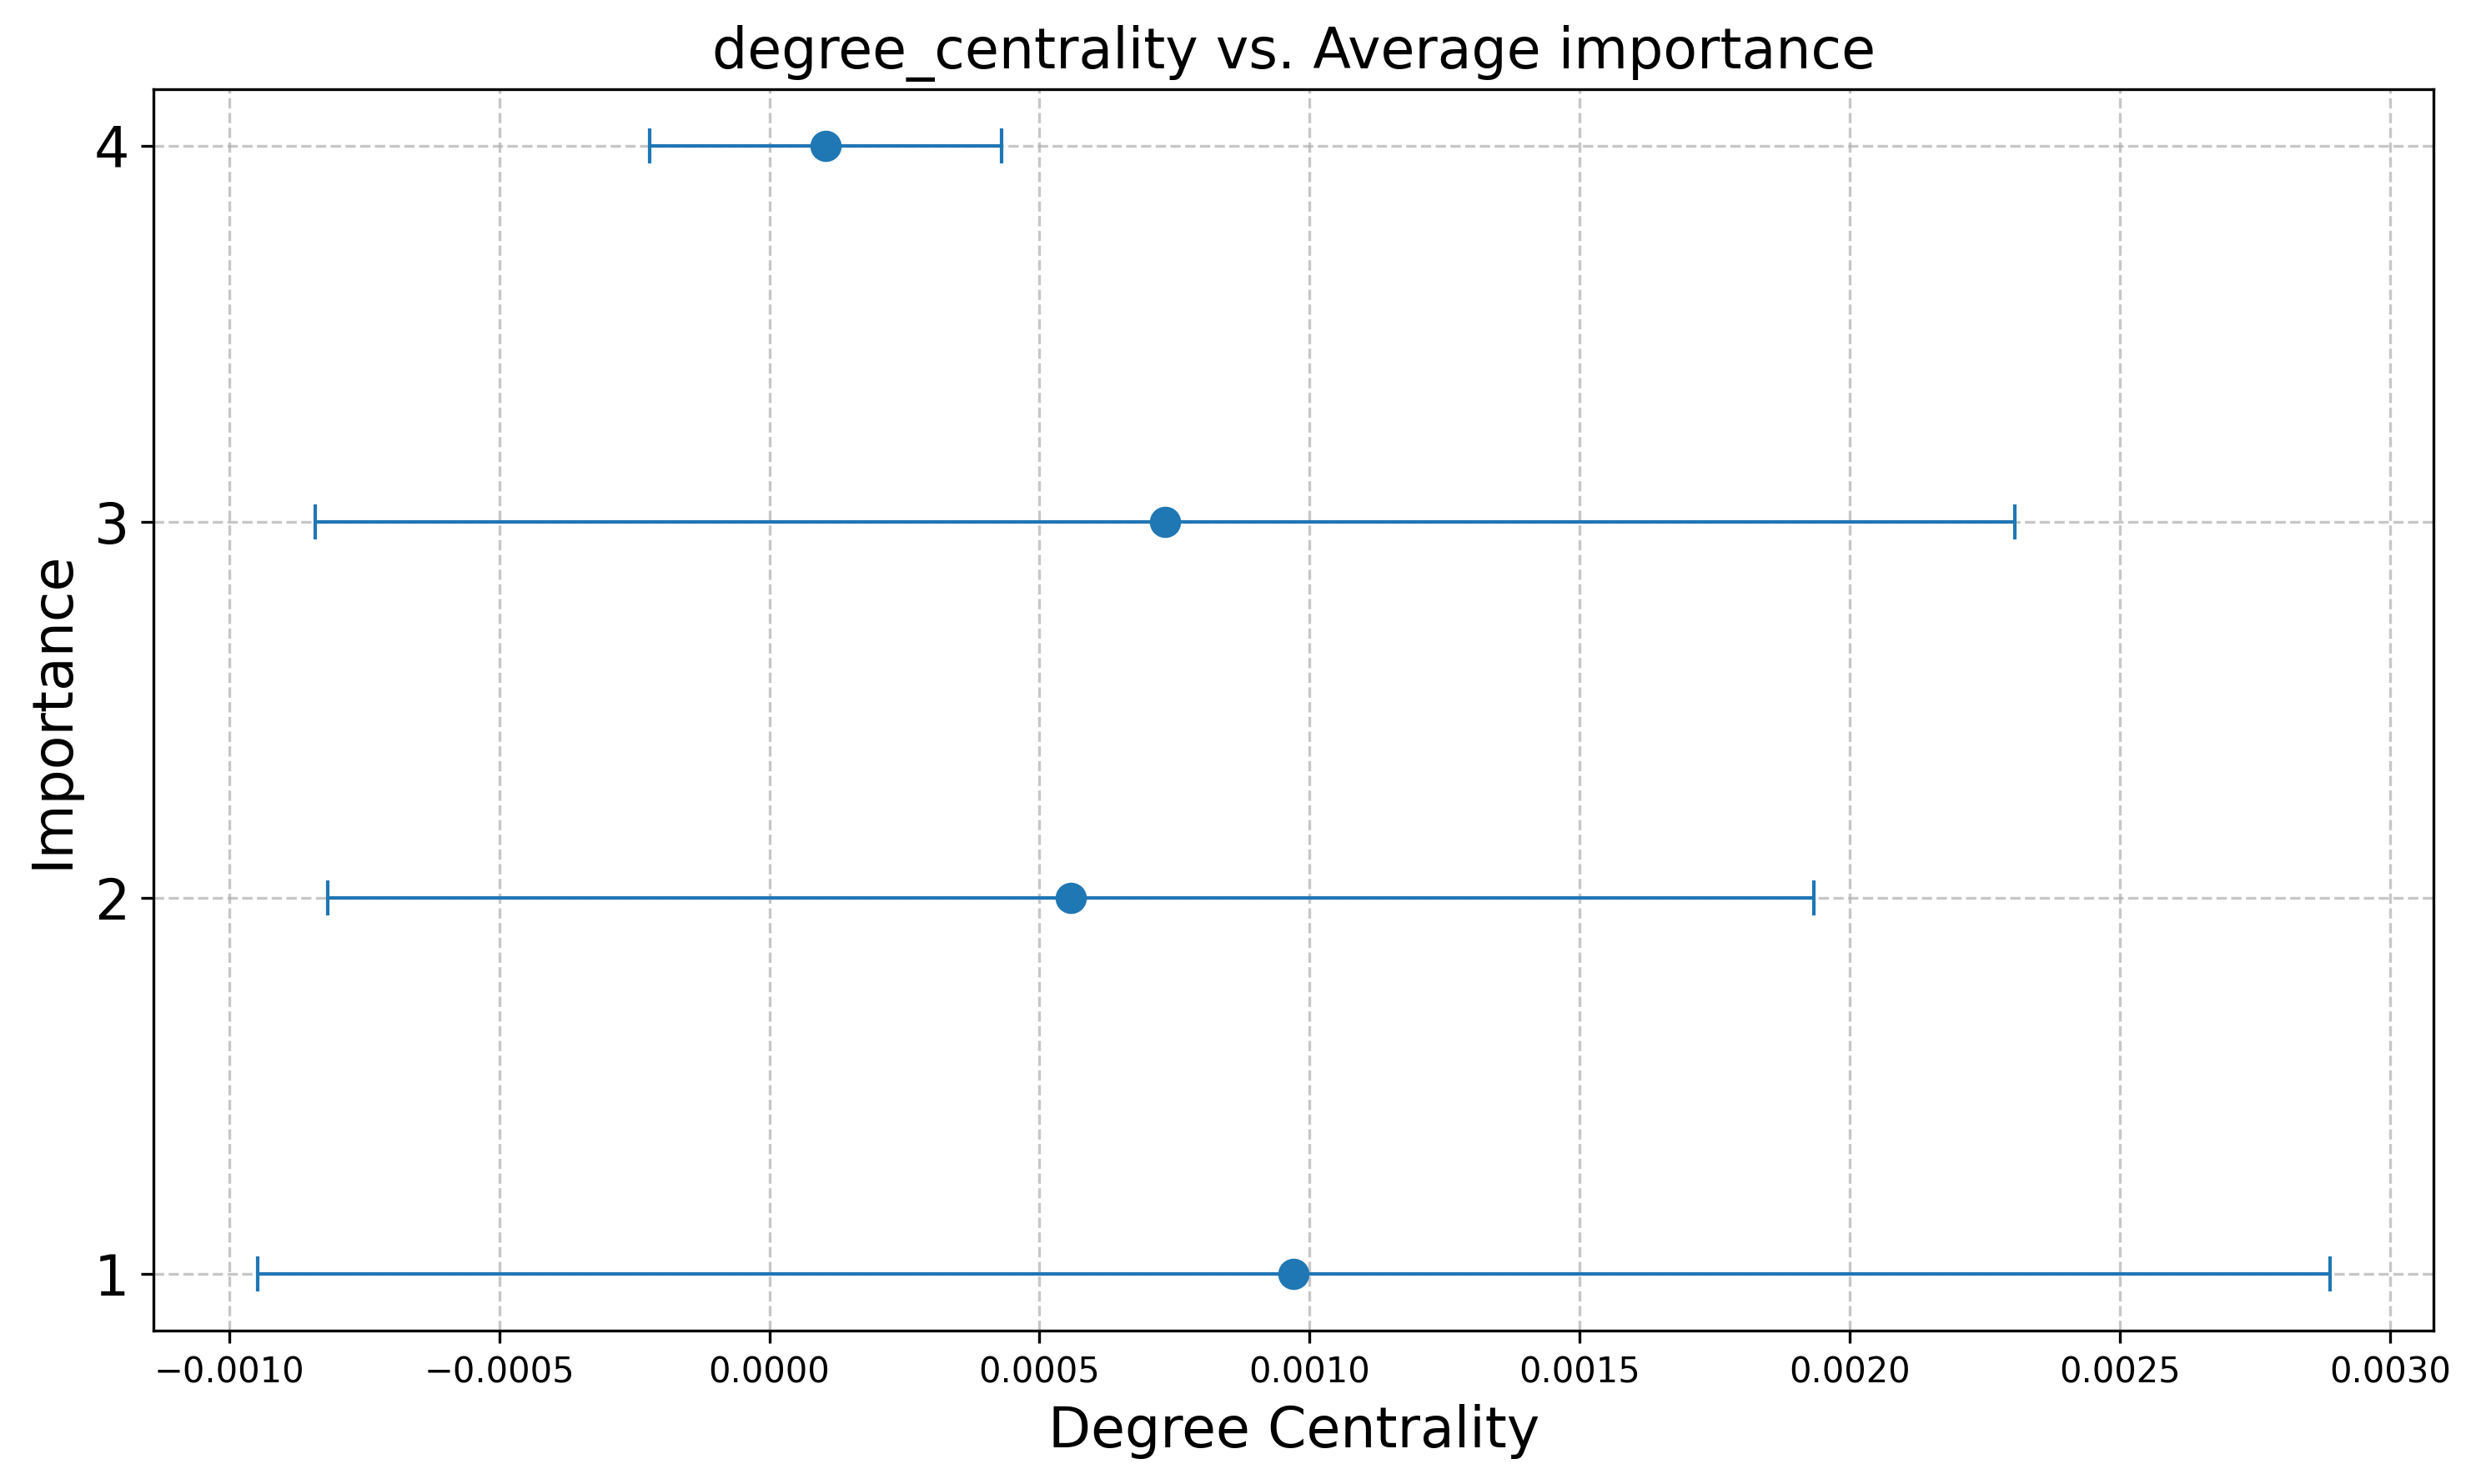 degree_centrality vs. Average importance
4
3
2
1
Importance
−0.0010 −0.0005 0.0000 0.0005 0.0010 0.0015 0.0020 0.0025 0.0030
Degree Centrality